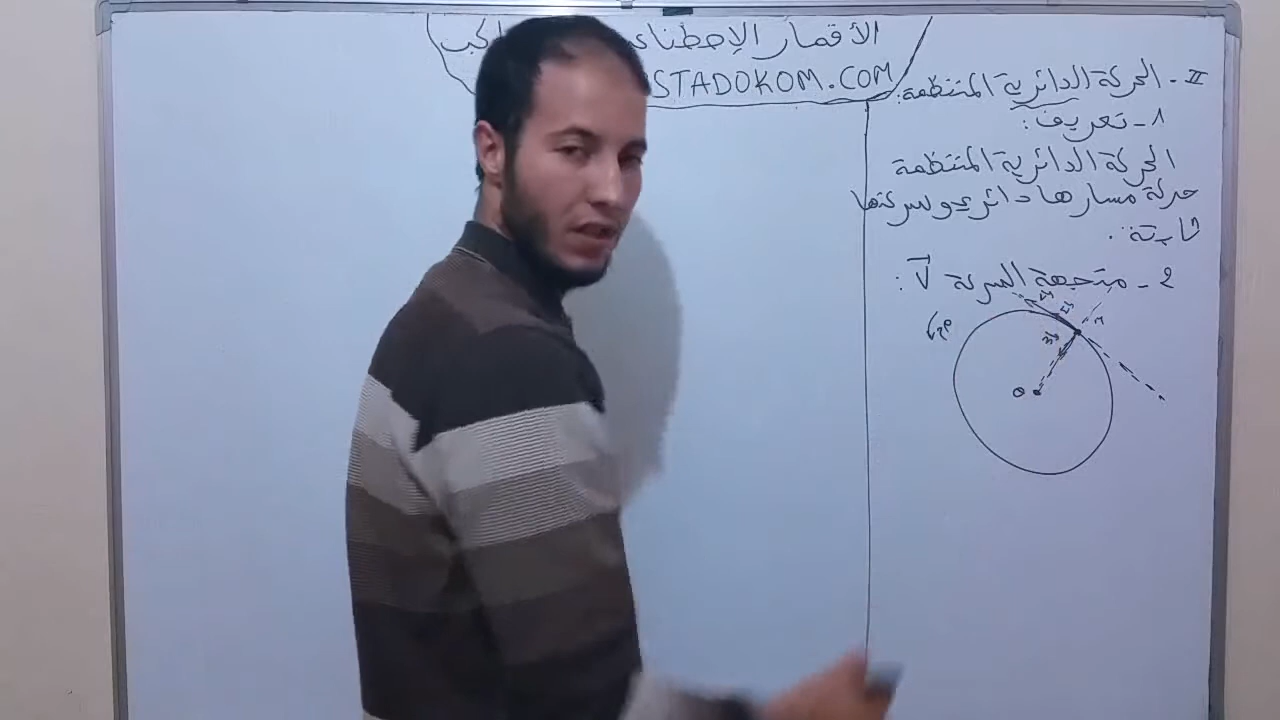 الأقمار الإصطناعي
STADOKOM.COM
II - الحركة الدائرية المنتظمة:
1 - تعريف:
الحركة الدائرية المنتظمة
حركة مسارها دائري وسرعتها
ثابتة.
2 - متجهة السرعة V :
M
O